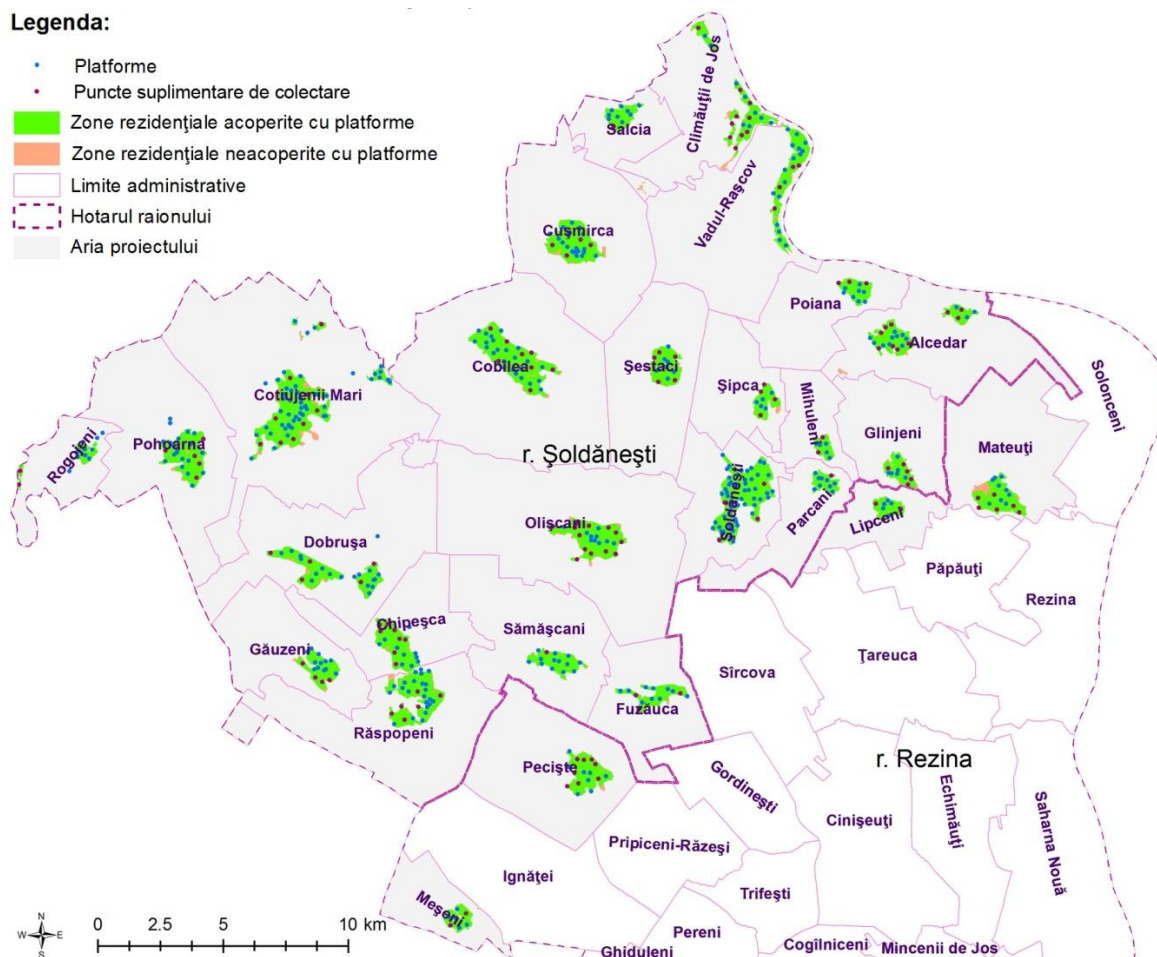 Legenda:
Platforme
Puncte suplimentare de colectare
Zone rezidenţiale acoperite cu platforme
Zone rezidenţiale neacoperite cu platforme
Limite administrative
Hotarul raionului
Aria proiectului
Climăuţii de Jos
Salcia
Vadul-Raşcov
Cuşmirca
Poiana
Alcedar
Solonceni
Cobîlea
Şestaci
Şipca
Mihuleni
Cotiujenii Mari
Glinjeni
Mateuţi
Rogojeni
Pohoarna
r. Şoldăneşti
Şoldăneşti
Parcani
Lipceni
Olişcani
Dobruşa
Păpăuţi
Rezina
Chipeşca
Sămăşcani
Găuzeni
Sîrcova
Ţareuca
Fuzăuca
Răspopeni
r. Rezina
Pecişte
Gordineşti
Echimăuţi
Saharna Nouă
Cinişeuţi
Pripiceni-Răzeşi
Ignăţei
Trifeşti
Meşeni
Pereni
Ghiduleni
Cogîlniceni
Mincenii de Jos
N
W
E
S
0 2.5 5 10 km